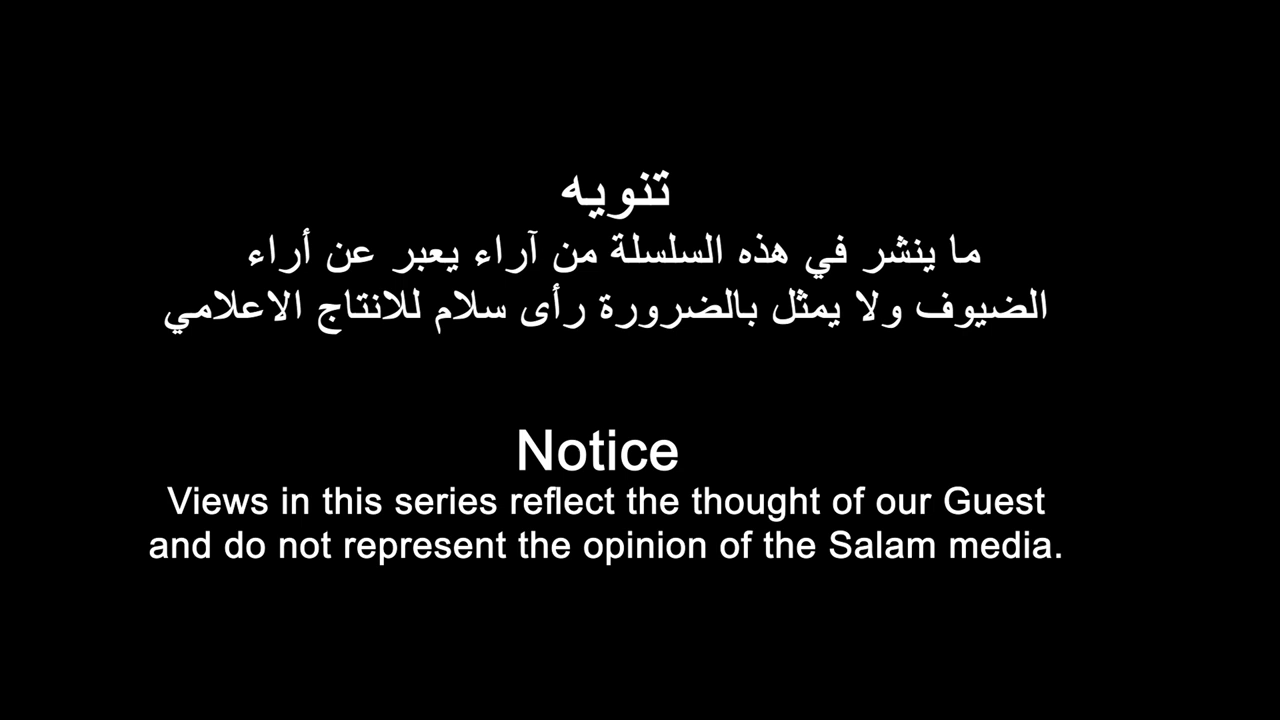 تنويه
ما ينشر في هذه السلسلة من آراء يعبر عن أراء
الضيوف ولا يمثل بالضرورة رأى سلام للانتاج الاعلامي
Notice
Views in this series reflect the thought of our Guest
and do not represent the opinion of the Salam media.